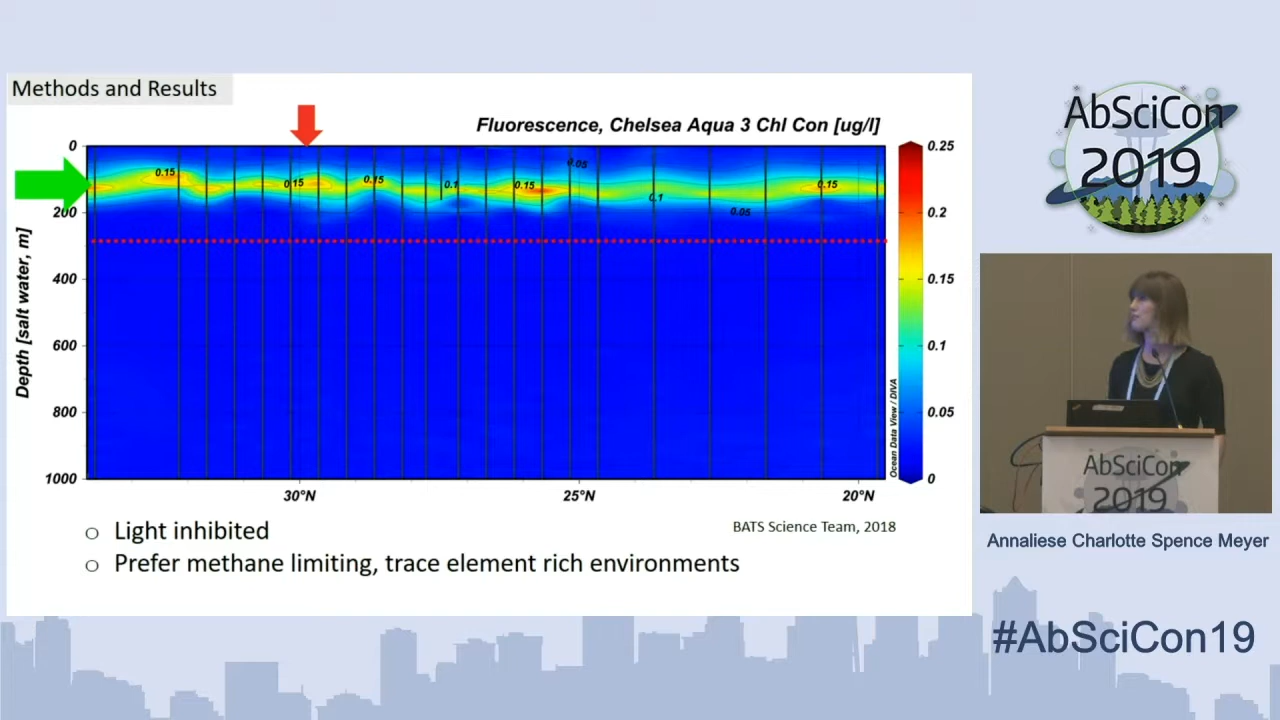 Methods and Results
Fluorescence, Chelsea Aqua 3 Chl Con [ug/l]
0
200
400
600
800
1000
Depth [salt water, m]
0.15
0.15
0.15
0.1
0.15
0.05
0.1
0.05
0.15
30°N
25°N
20°N
0.25
0.2
0.15
0.1
0.05
0
Ocean Data View / DIVA
BATS Science Team, 2018
o Light inhibited
o Prefer methane limiting, trace element rich environments
AbSciCon
2019
AbSciCon
2019
Annaliese Charlotte Spence Meyer
#AbSciCon19